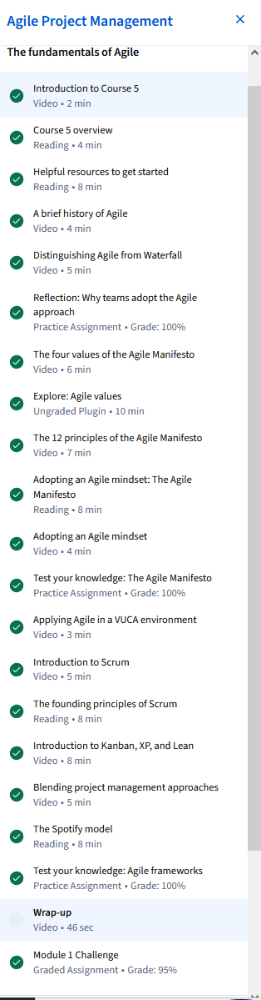 Agile Project Management
The fundamentals of Agile
Introduction to Course 5
Video • 2 min
Course 5 overview
Reading • 4 min
Helpful resources to get started
Reading • 8 min
A brief history of Agile
Video • 4 min
Distinguishing Agile from Waterfall
Video • 5 min
Reflection: Why teams adopt the Agile
approach
Practice Assignment • Grade: 100%
The four values of the Agile Manifesto
Video • 6 min
Explore: Agile values
Ungraded Plugin • 10 min
The 12 principles of the Agile Manifesto
Video • 7 min
Adopting an Agile mindset: The Agile
Manifesto
Reading • 8 min
Adopting an Agile mindset
Video • 4 min
Test your knowledge: The Agile Manifesto
Practice Assignment • Grade: 100%
Applying Agile in a VUCA environment
Video • 3 min
Introduction to Scrum
Video • 5 min
The founding principles of Scrum
Reading • 8 min
Introduction to Kanban, XP, and Lean
Video • 8 min
Blending project management approaches
Video • 5 min
The Spotify model
Reading • 8 min
Test your knowledge: Agile frameworks
Practice Assignment • Grade: 100%
Wrap-up
Video • 46 sec
Module 1 Challenge
Graded Assignment • Grade: 95%